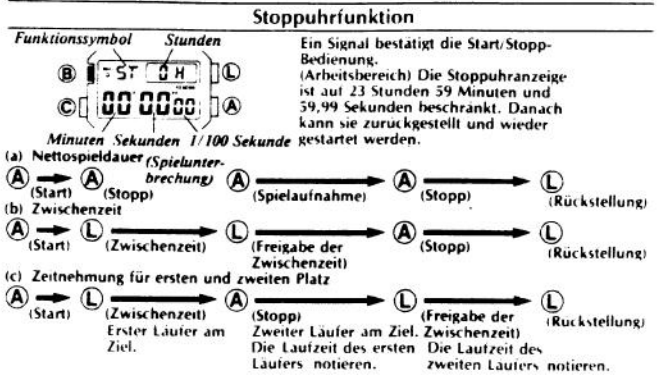 Stoppuhrfunktion
Funktionssymbol Stunden
B ST 0H L
C 00 00 00 A
Minuten Sekunden 1/100 Sekunde
Ein Signal bestätigt die Start/Stopp-
Bedienung.
(Arbeitsbereich) Die Stoppuhranzeige
ist auf 23 Stunden 59 Minuten und
59,99 Sekunden beschränkt. Danach
kann sie zurückgestellt und wieder
gestartet werden.
(a) Nettospieldauer (Spielunter-
brechung)
A A A A L
(Start) (Stopp) (Spielaufnahme) (Stopp) (Rückstellung)
(b) Zwischenzeit
A L L A L
(Start) (Zwischenzeit) (Freigabe der (Stopp) (Rückstellung)
Zwischenzeit)
(c) Zeitnehmung für ersten und zweiten Platz
A L A L L
(Start) (Zwischenzeit) (Stopp) (Freigabe der (Rückstellung)
Erster Läufer am Zweiter Läufer am Ziel. Zwischenzeit)
Ziel. Die Laufzeit des ersten Die Laufzeit des
Läufers notieren. zweiten Läufers notieren.